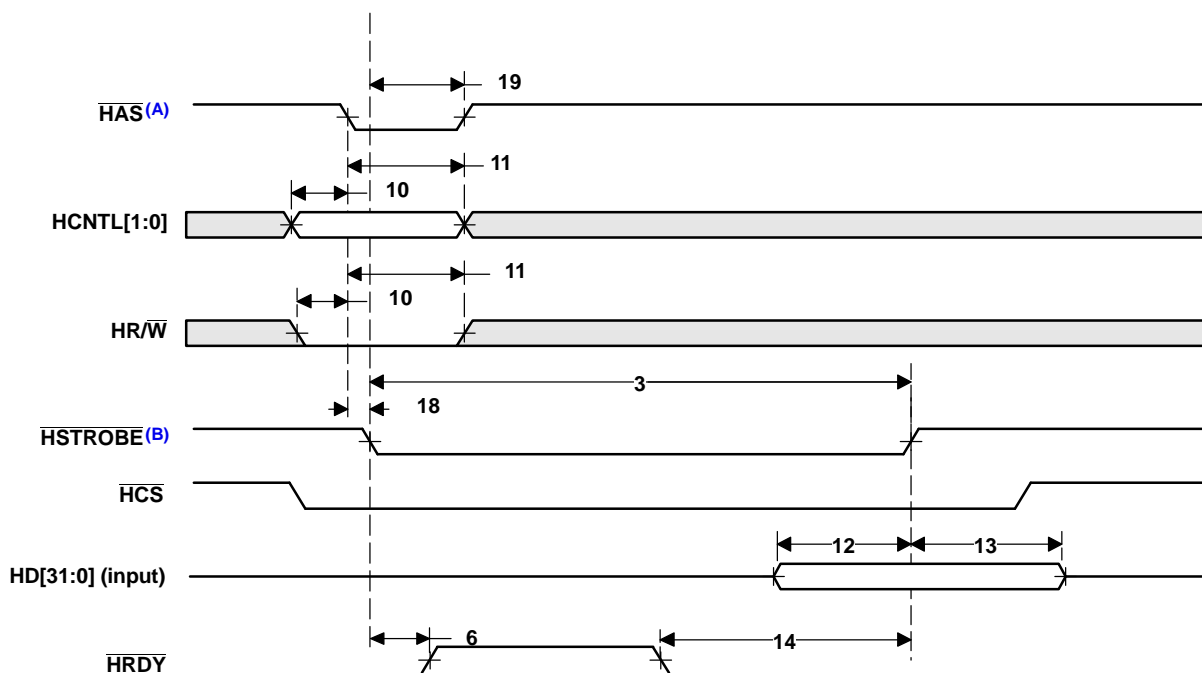 19
HAS (A)
11
10
HCNTL[1:0]
11
10
HR/W
3
18
HSTROBE (B)
HCS
12
13
HD[31:0] (input)
6
14
HRDY